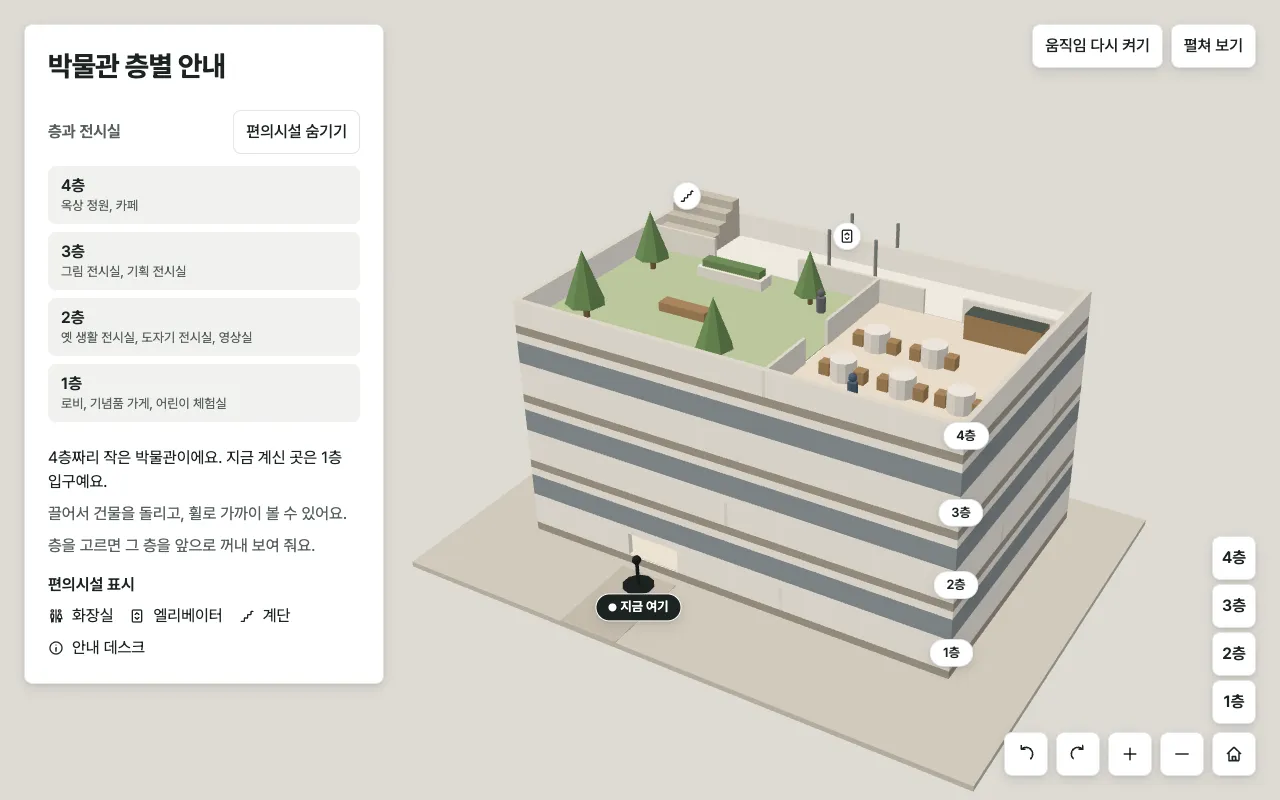 박물관 층별 안내
층과 전시실
편의시설 숨기기
4층
옥상 정원, 카페
3층
그림 전시실, 기획 전시실
2층
옛 생활 전시실, 도자기 전시실, 영상실
1층
로비, 기념품 가게, 어린이 체험실
4층짜리 작은 박물관이에요. 지금 계신 곳은 1층
입구예요.
끌어서 건물을 돌리고, 휠로 가까이 볼 수 있어요.
층을 고르면 그 층을 앞으로 꺼내 보여 줘요.
편의시설 표시
화장실 엘리베이터 계단
안내 데스크
움직임 다시 켜기
펼쳐 보기
4층
3층
2층
1층
지금 여기
4층
3층
2층
1층